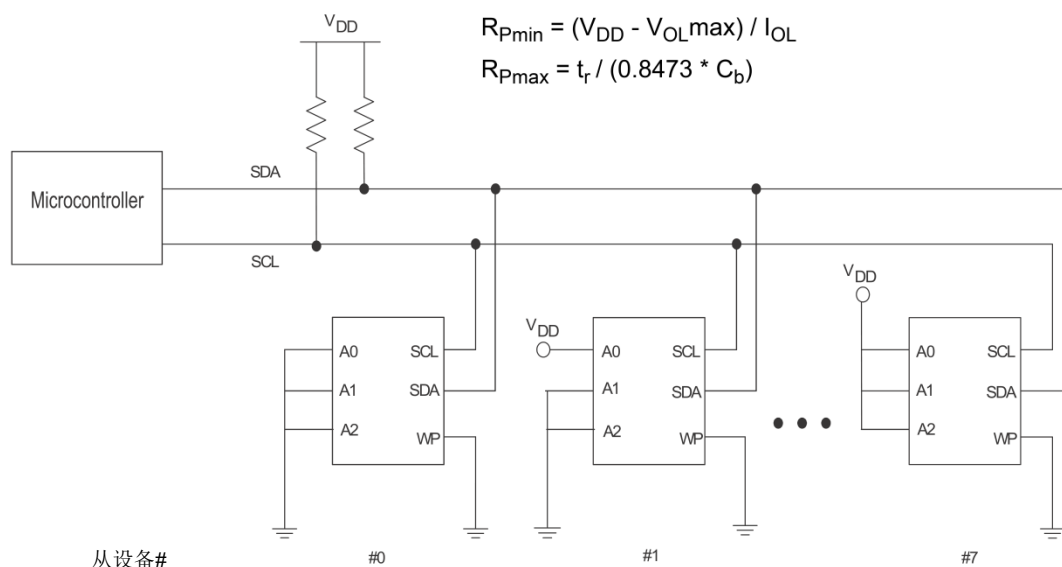 V_DD
R_Pmin = (V_DD - V_OLmax) / I_OL
R_Pmax = t_r / (0.8473 * C_b)
Microcontroller
SDA
SCL
A0
A1
A2
SCL
SDA
WP
V_DD
A0
A1
A2
SCL
SDA
WP
V_DD
A0
A1
A2
SCL
SDA
WP
从设备#
#0
#1
#7